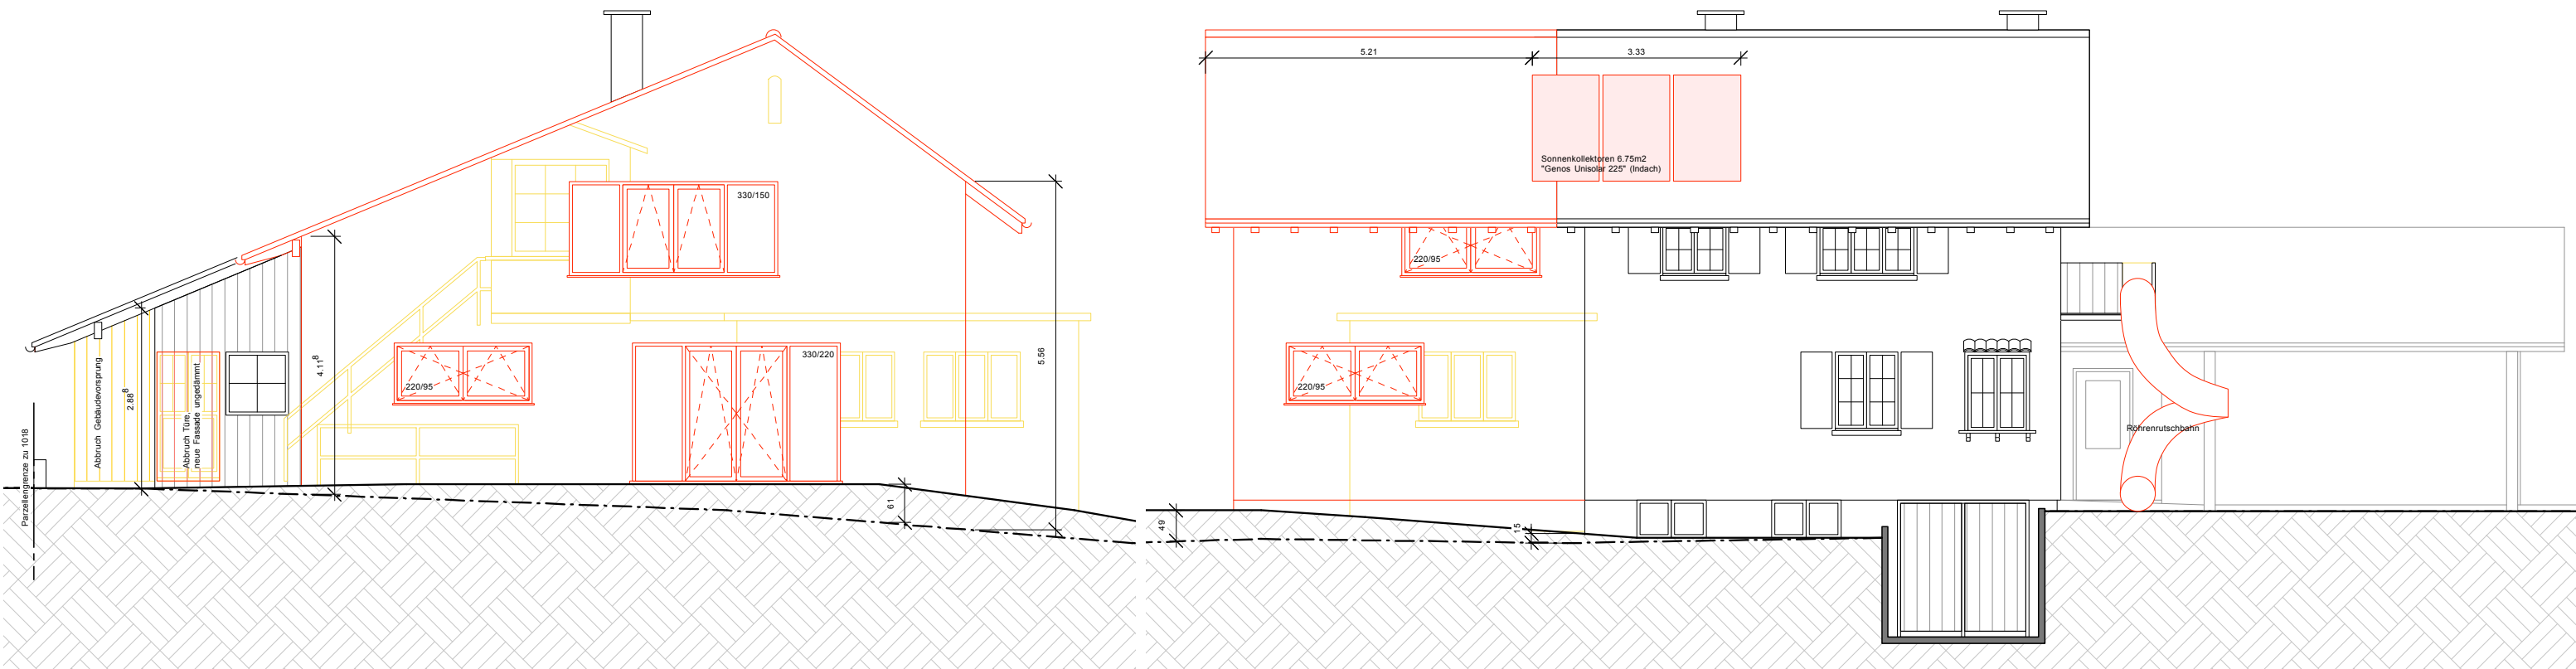 330/150
220/95
330/220
Parzellengrenze zu 1018
Abbruch Gebäudevorsprung
2.88⁸
Abbruch Türe,
neue Fassade ungedämmt
4.11⁸
61
5.56
5.21
3.33
Sonnenkollektoren 6.75m2
"Genos Unisolar 225" (Indach)
220/95
220/95
49
15
Röhrenrutschbahn